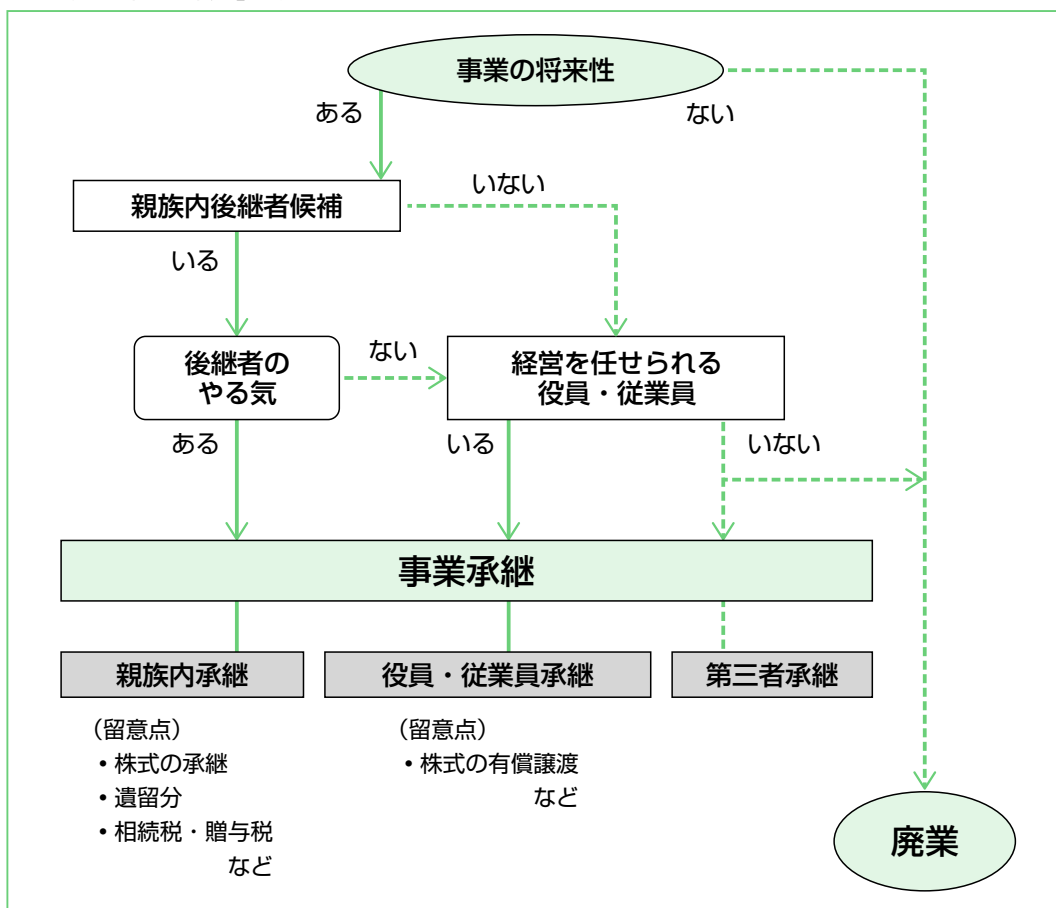 事業の将来性
ある
ない
親族内後継者候補
いない
いる
後継者の
やる気
ない
経営を任せられる
役員・従業員
ある
いる
いない
事業承継
親族内承継
役員・従業員承継
第三者承継
（留意点）
・株式の承継
・遺留分
・相続税・贈与税
など
（留意点）
・株式の有償譲渡
など
廃業